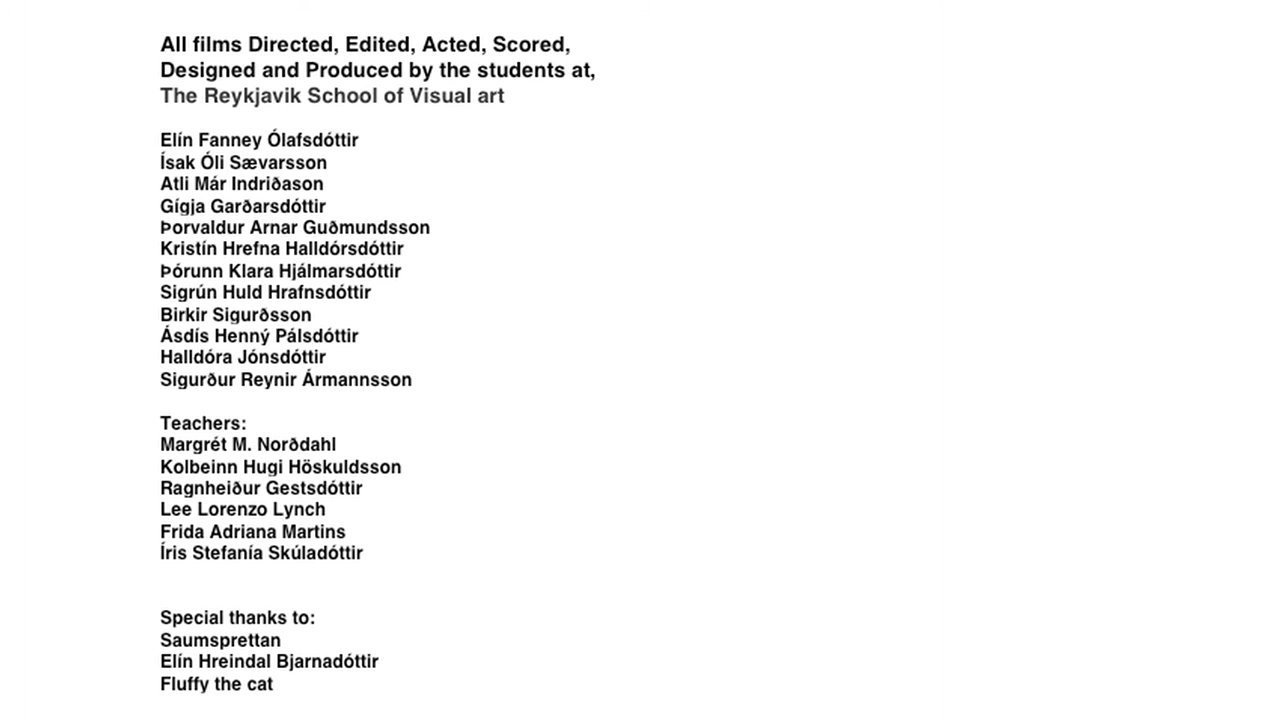 All films Directed, Edited, Acted, Scored,
Designed and Produced by the students at,
The Reykjavik School of Visual art
Elín Fanney Ólafsdóttir
Ísak Óli Sævarsson
Atli Már Indriðason
Gígja Garðarsdóttir
Þorvaldur Arnar Guðmundsson
Kristín Hrefna Halldórsdóttir
Þórunn Klara Hjálmarsdóttir
Sigrún Huld Hrafnsdóttir
Birkir Sigurðsson
Ásdís Henný Pálsdóttir
Halldóra Jónsdóttir
Sigurður Reynir Ármannsson
Teachers:
Margrét M. Norðdahl
Kolbeinn Hugi Höskuldsson
Ragnheiður Gestsdóttir
Lee Lorenzo Lynch
Frida Adriana Martins
Íris Stefanía Skúladóttir
Special thanks to:
Saumsprettan
Elín Hreindal Bjarnadóttir
Fluffy the cat